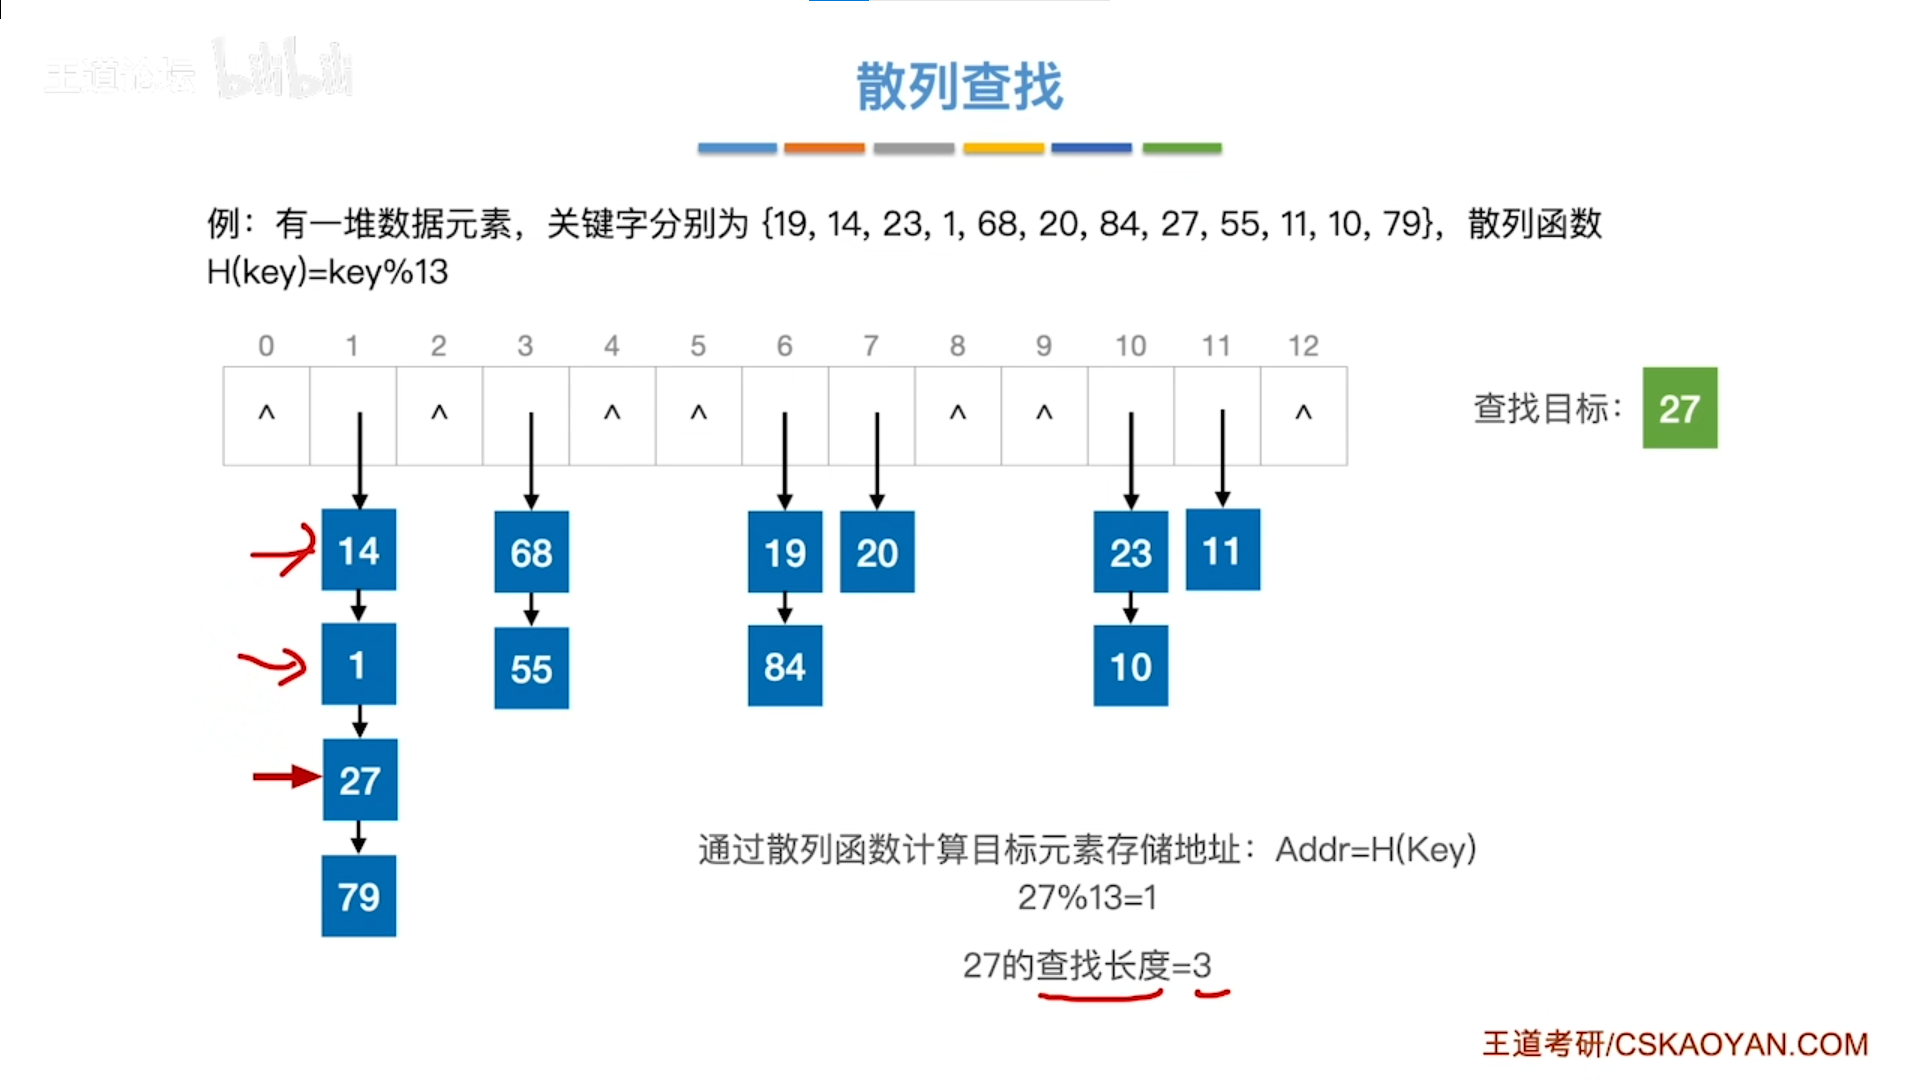 王道论坛 bilibili
散列查找
例：有一堆数据元素，关键字分别为 {19, 14, 23, 1, 68, 20, 84, 27, 55, 11, 10, 79}，散列函数
H(key)=key%13
0 1 2 3 4 5 6 7 8 9 10 11 12
^ ^ ^ ^ ^ ^ ^
查找目标： 27
14 68 19 20 23 11
1 55 84 10
27
79
通过散列函数计算目标元素存储地址：Addr=H(Key)
27%13=1
27的查找长度=3
王道考研/CSKAOYAN.COM